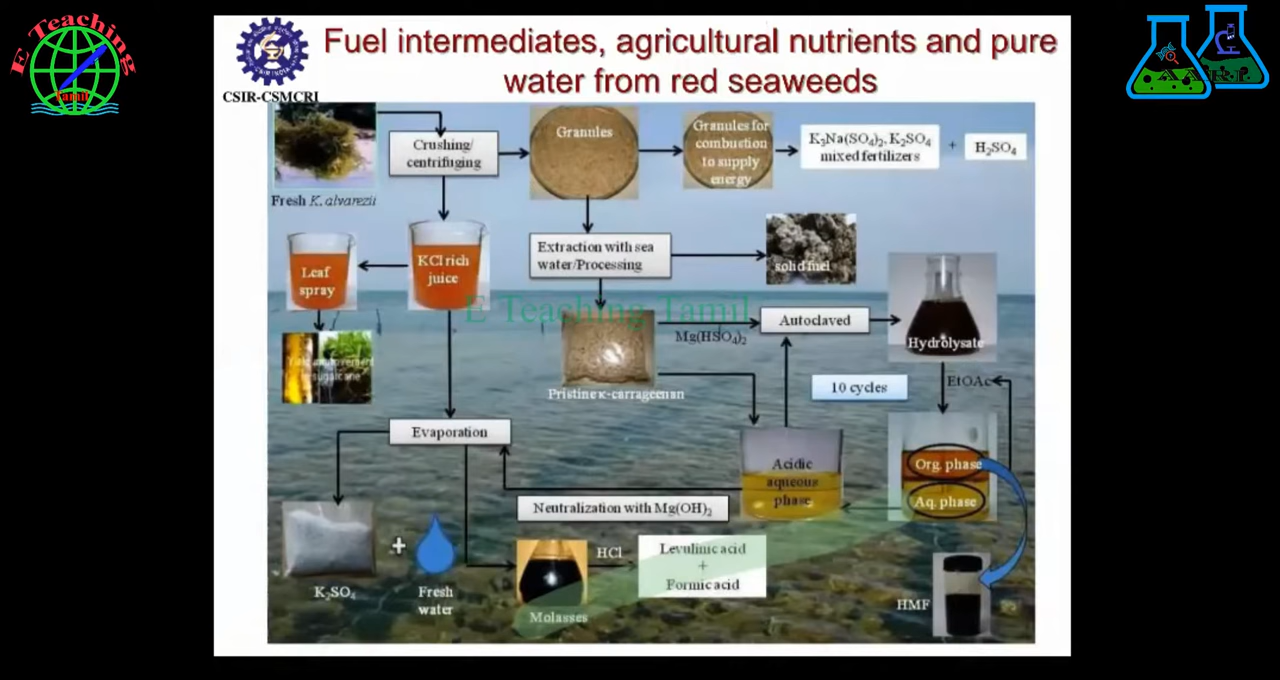 E Teaching
Tamil
CSIR-CSMCRI
Fuel intermediates, agricultural nutrients and pure
water from red seaweeds
Fresh K. alvarezii
Crushing/
centrifuging
Granules
Granules for
combustion
to supply
energy
K₃Na(SO₄)₂, K₂SO₄
mixed fertilizers
+
H₂SO₄
Leaf
spray
KCl rich
juice
Extraction with sea
water/Processing
solid fuel
E Teaching Tamil
Mg(HSO₄)₂
Autoclaved
Hydrolysate
Pristine κ-carrageenan
10 cycles
EtOAc
Evaporation
Acidic
aqueous
phase
Org. phase
Aq. phase
Neutralization with Mg(OH)₂
K₂SO₄
+
Fresh
water
Molasses
HCl
Levulinic acid
+
Formic acid
HMF